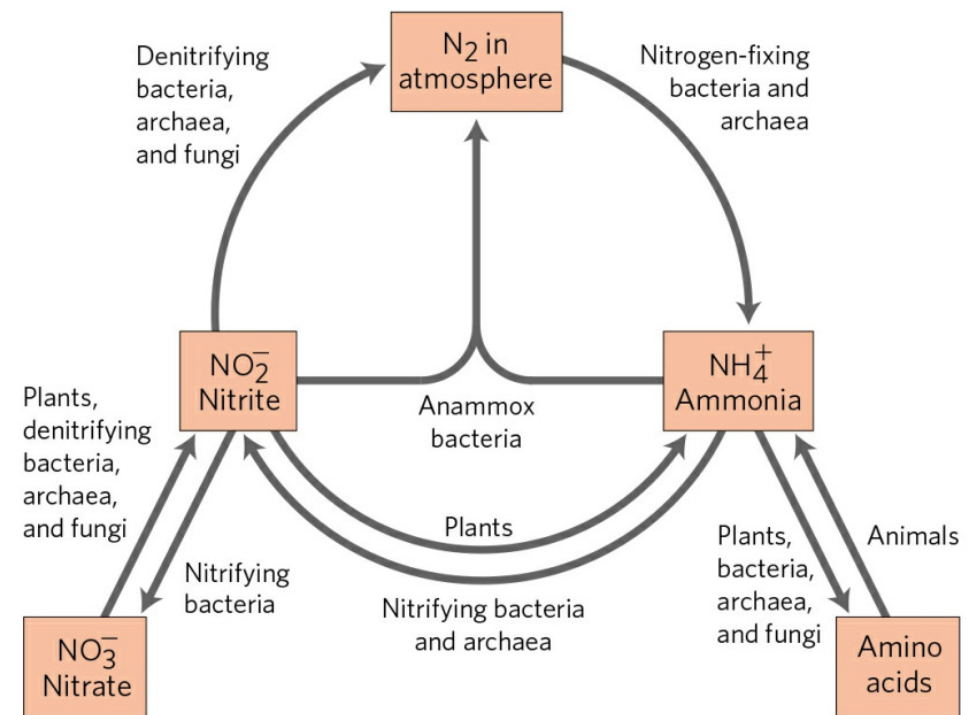 N₂ in
atmosphere
Denitrifying
bacteria,
archaea,
and fungi
Nitrogen-fixing
bacteria and
archaea
NO₂⁻
Nitrite
NH₄⁺
Ammonia
Anammox
bacteria
Plants,
denitrifying
bacteria,
archaea,
and fungi
Nitrifying
bacteria
Plants
Nitrifying bacteria
and archaea
Plants,
bacteria,
archaea,
and fungi
Animals
NO₃⁻
Nitrate
Amino
acids